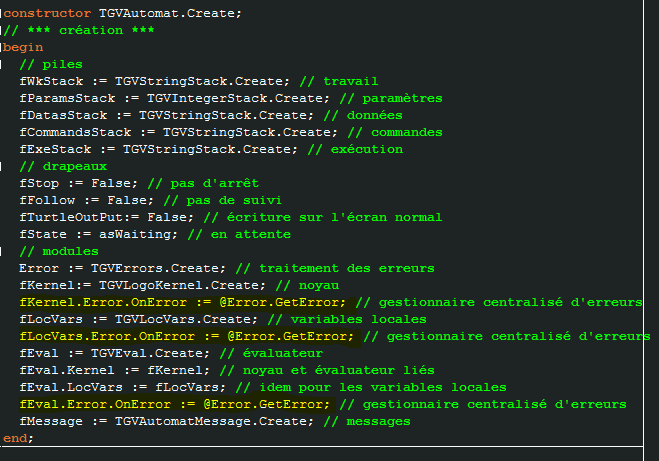 constructor TGVAutomat.Create;
// *** création ***
begin
// piles
fWkStack := TGVStringStack.Create; // travail
fParamsStack := TGVIntegerStack.Create; // paramètres
fDatasStack := TGVStringStack.Create; // données
fCommandsStack := TGVStringStack.Create; // commandes
fExeStack := TGVStringStack.Create; // exécution
// drapeaux
fStop := False; // pas d'arrêt
fFollow := False; // pas de suivi
fTurtleOutPut:= False; // écriture sur l'écran normal
fState := asWaiting; // en attente
// modules
Error := TGVErrors.Create; // traitement des erreurs
fKernel:= TGVLogoKernel.Create; // noyau
fKernel.Error.OnError := @Error.GetError; // gestionnaire centralisé d'erreurs
fLocVars := TGVLocVars.Create; // variables locales
fLocVars.Error.OnError := @Error.GetError; // gestionnaire centralisé d'erreurs
fEval := TGVEval.Create; // évaluateur
fEval.Kernel := fKernel; // noyau et évaluateur liés
fEval.LocVars := fLocVars; // idem pour les variables locales
fEval.Error.OnError := @Error.GetError; // gestionnaire centralisé d'erreurs
fMessage := TGVAutomatMessage.Create; // messages
end;